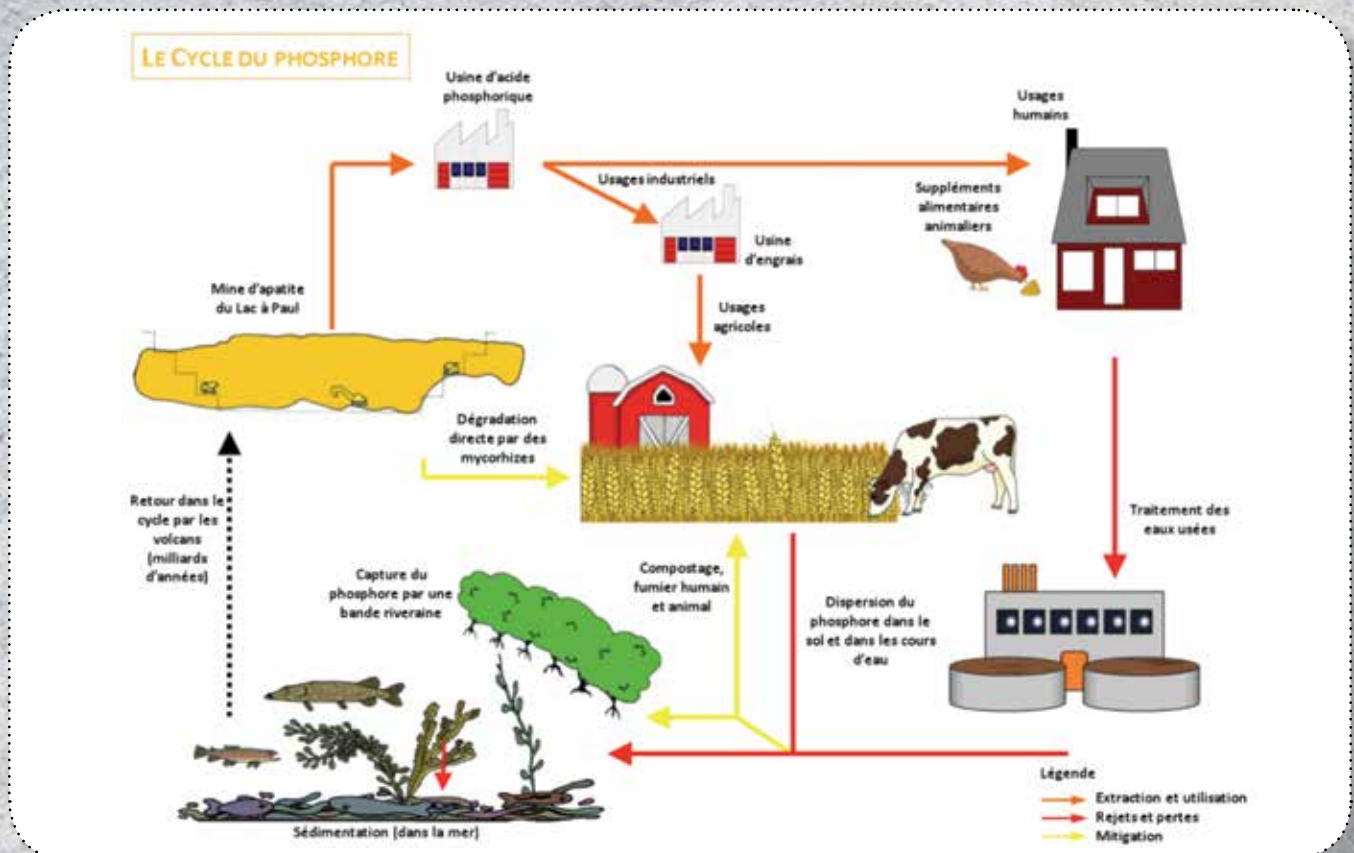 LE CYCLE DU PHOSPHORE
Usine d'acide
phosphorique
Usages
humains
Usages industriels
Suppléments
alimentaires
animaliers
Usine
d'engrais
Mine d'apatite
du Lac à Paul
Usages
agricoles
Dégradation
directe par des
mycorhizes
Retour dans le
cycle par les
volcans
(milliards
d'années)
Traitement des
eaux usées
Capture du
phosphore par une
bande riveraine
Compostage,
fumier humain
et animal
Dispersion du
phosphore dans le
sol et dans les cours
d'eau
Sédimentation (dans la mer)
Légende
Extraction et utilisation
Rejets et pertes
Mitigation